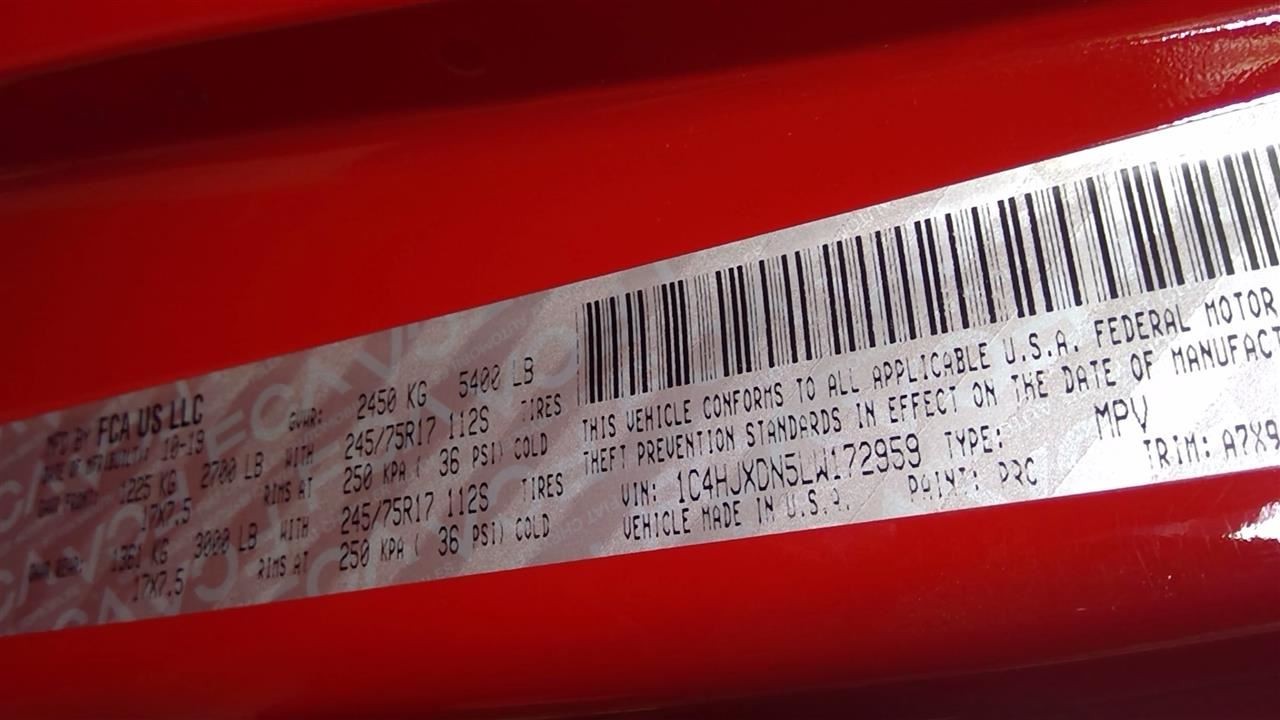 MFD BY FCA US LLC
DATE OF MFR 10-19 GVWR: 2450 KG 5400 LB
GAWR FRONT: 1225 KG 2700 LB WITH 245/75R17 112S TIRES
17X7.5 RIMS AT 250 KPA ( 36 PSI) COLD
GAWR REAR: 1361 KG 3000 LB WITH 245/75R17 112S TIRES
17X7.5 RIMS AT 250 KPA ( 36 PSI) COLD
THIS VEHICLE CONFORMS TO ALL APPLICABLE U.S.A. FEDERAL MOTOR
THEFT PREVENTION STANDARDS IN EFFECT ON THE DATE OF MANUFACT
VIN: 1C4HJXDN5LW172959 TYPE: MPV
VEHICLE MADE IN U.S.A. PAINT: PRC TRIM: A7X9